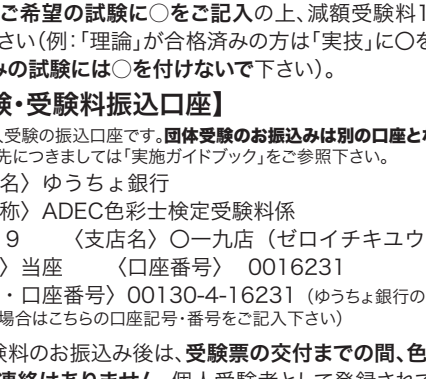 ご希望の試験に○をご記入の上、減額受験料1
さい(例:「理論」が合格済みの方は「実技」に○を
みの試験には○を付けないで下さい)。
験・受験料振込口座】
人受験の振込口座です。団体受験のお振込みは別の口座とな
先につきましては「実施ガイドブック」をご参照下さい。
名〉ゆうちょ銀行
称〉ADEC色彩士検定受験料係
9 〈支店名〉〇一九店(ゼロイチキユウ
〉当座 〈口座番号〉 0016231
・口座番号〉00130-4-16231(ゆうちょ銀行の
場合はこちらの口座記号・番号をご記入下さい)
験料のお振込み後は、受験票の交付までの間、色
連絡はありません。個人受験者として登録されて